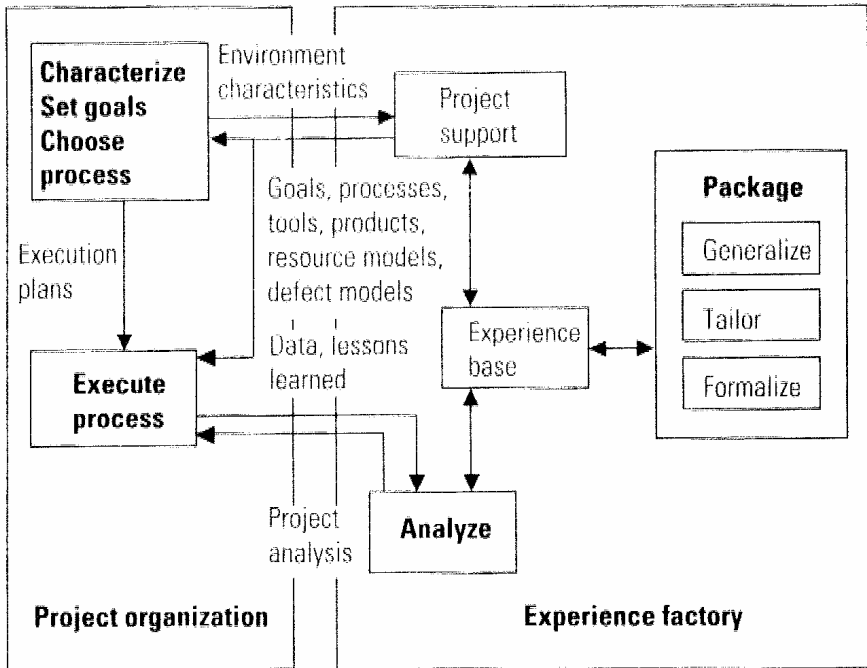 Characterize
Set goals
Choose
process
Environment
characteristics
Project
support
Goals, processes,
tools, products,
resource models,
defect models
Execution
plans
Package
Generalize
Tailor
Formalize
Experience
base
Data, lessons
learned
Execute
process
Project
analysis
Analyze
Project organization
Experience factory